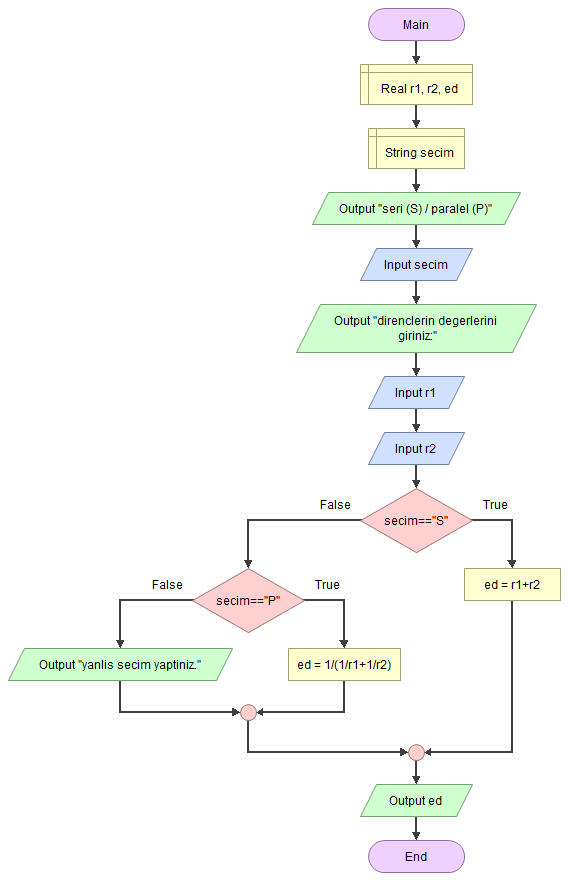 Main
Real r1, r2, ed
String secim
Output "seri (S) / paralel (P)"
Input secim
Output "direnclerin degerlerini
giriniz:"
Input r1
Input r2
False
True
secim=="S"
False
True
ed = r1+r2
secim=="P"
Output "yanlis secim yaptiniz."
ed = 1/(1/r1+1/r2)
Output ed
End